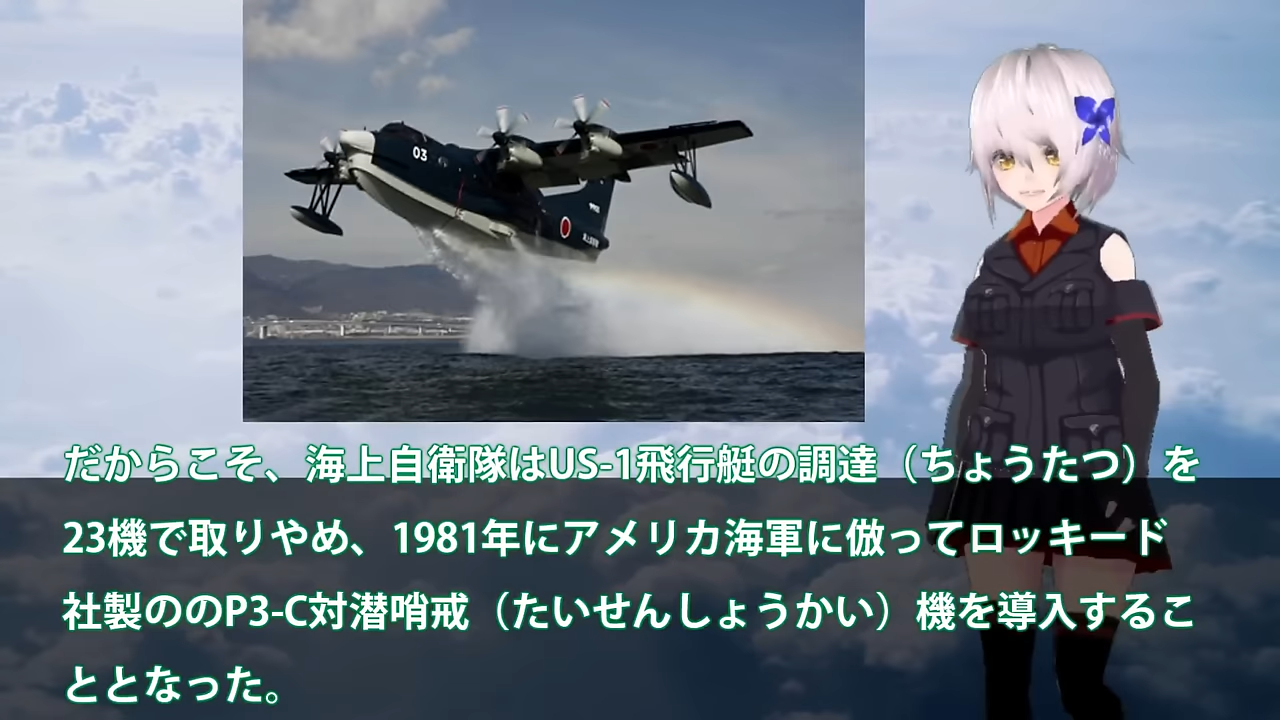 03
だからこそ、海上自衛隊はUS-1飛行艇の調達（ちょうたつ）を
23機で取りやめ、1981年にアメリカ海軍に倣ってロッキード
社製ののP3-C対潜哨戒（たいせんしょうかい）機を導入するこ
ととなった。